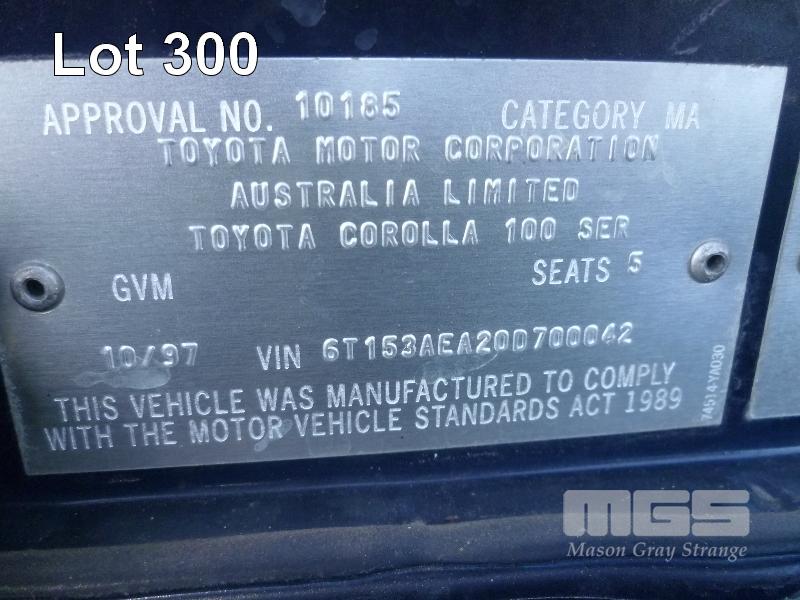 Lot 300
APPROVAL NO. 10185 CATEGORY MA
TOYOTA MOTOR CORPORATION
AUSTRALIA LIMITED
TOYOTA COROLLA 100 SER
GVM SEATS 5
10/97 VIN 6T153AEA20D700042
THIS VEHICLE WAS MANUFACTURED TO COMPLY
WITH THE MOTOR VEHICLE STANDARDS ACT 1989
74514-YA030
MGS
Mason Gray Strange